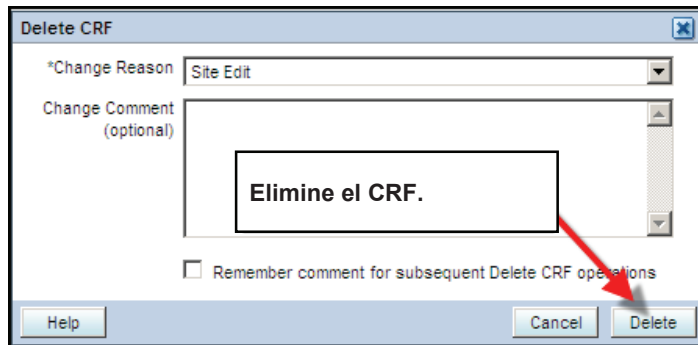 Delete CRF
*Change Reason Site Edit
Change Comment
(optional)
Elimine el CRF.
Remember comment for subsequent Delete CRF operations
Help Cancel Delete